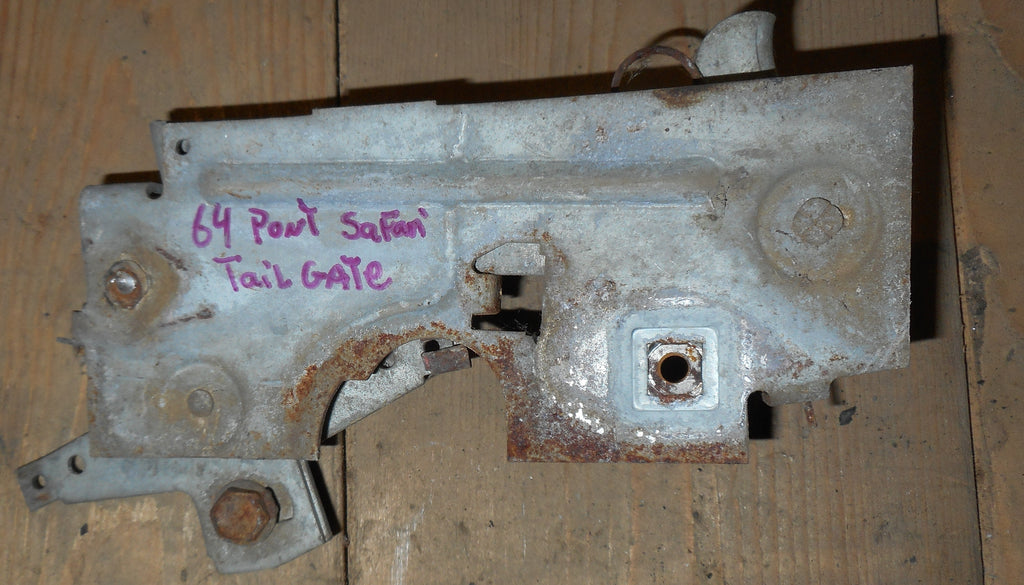 64 Pont Safari
Tail GATe